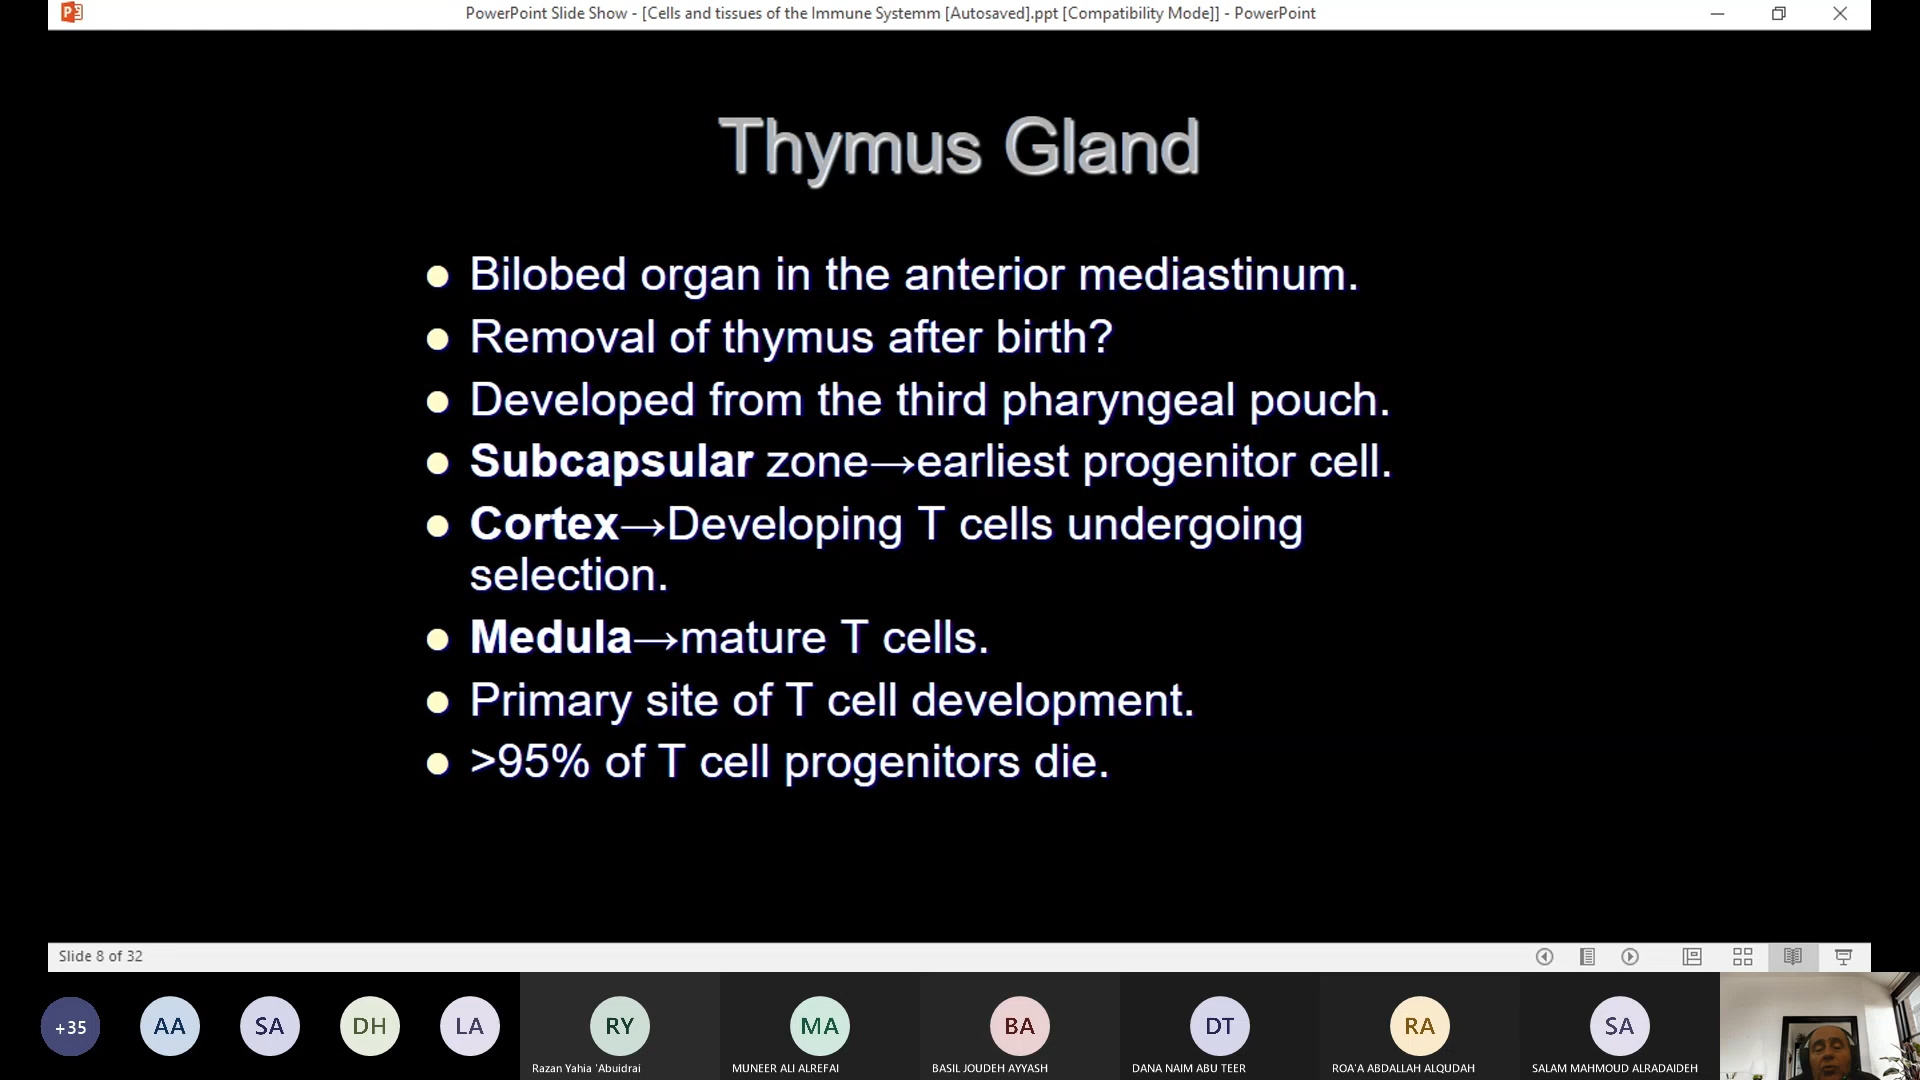 PowerPoint Slide Show - [Cells and tissues of the Immune Systemm [Autosaved].ppt [Compatibility Mode]] - PowerPoint
Thymus Gland
Bilobed organ in the anterior mediastinum.
Removal of thymus after birth?
Developed from the third pharyngeal pouch.
Subcapsular zone→earliest progenitor cell.
Cortex→Developing T cells undergoing
selection.
Medula→mature T cells.
Primary site of T cell development.
>95% of T cell progenitors die.
Slide 8 of 32
+35 AA SA DH LA RY MA BA DT RA SA
Razan Yahia 'Abuidrai MUNEER ALI ALREFAI BASIL JOUDEH AYYASH DANA NAIM ABU TEER ROA'A ABDALLAH ALQUDAH SALAM MAHMOUD ALRADAIDEH